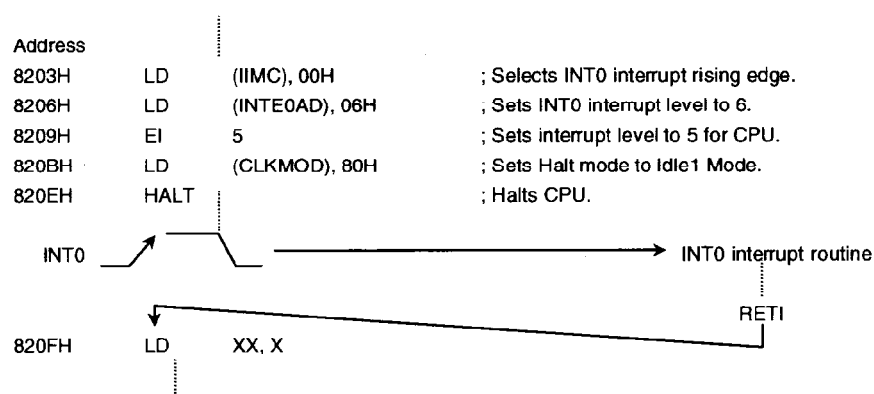 Address
8203H LD (IIMC), 00H ; Selects INT0 interrupt rising edge.
8206H LD (INTE0AD), 06H ; Sets INT0 interrupt level to 6.
8209H EI 5 ; Sets interrupt level to 5 for CPU.
820BH LD (CLKMOD), 80H ; Sets Halt mode to Idle1 Mode.
820EH HALT ; Halts CPU.
INT0 INT0 interrupt routine
RETI
820FH LD XX, X